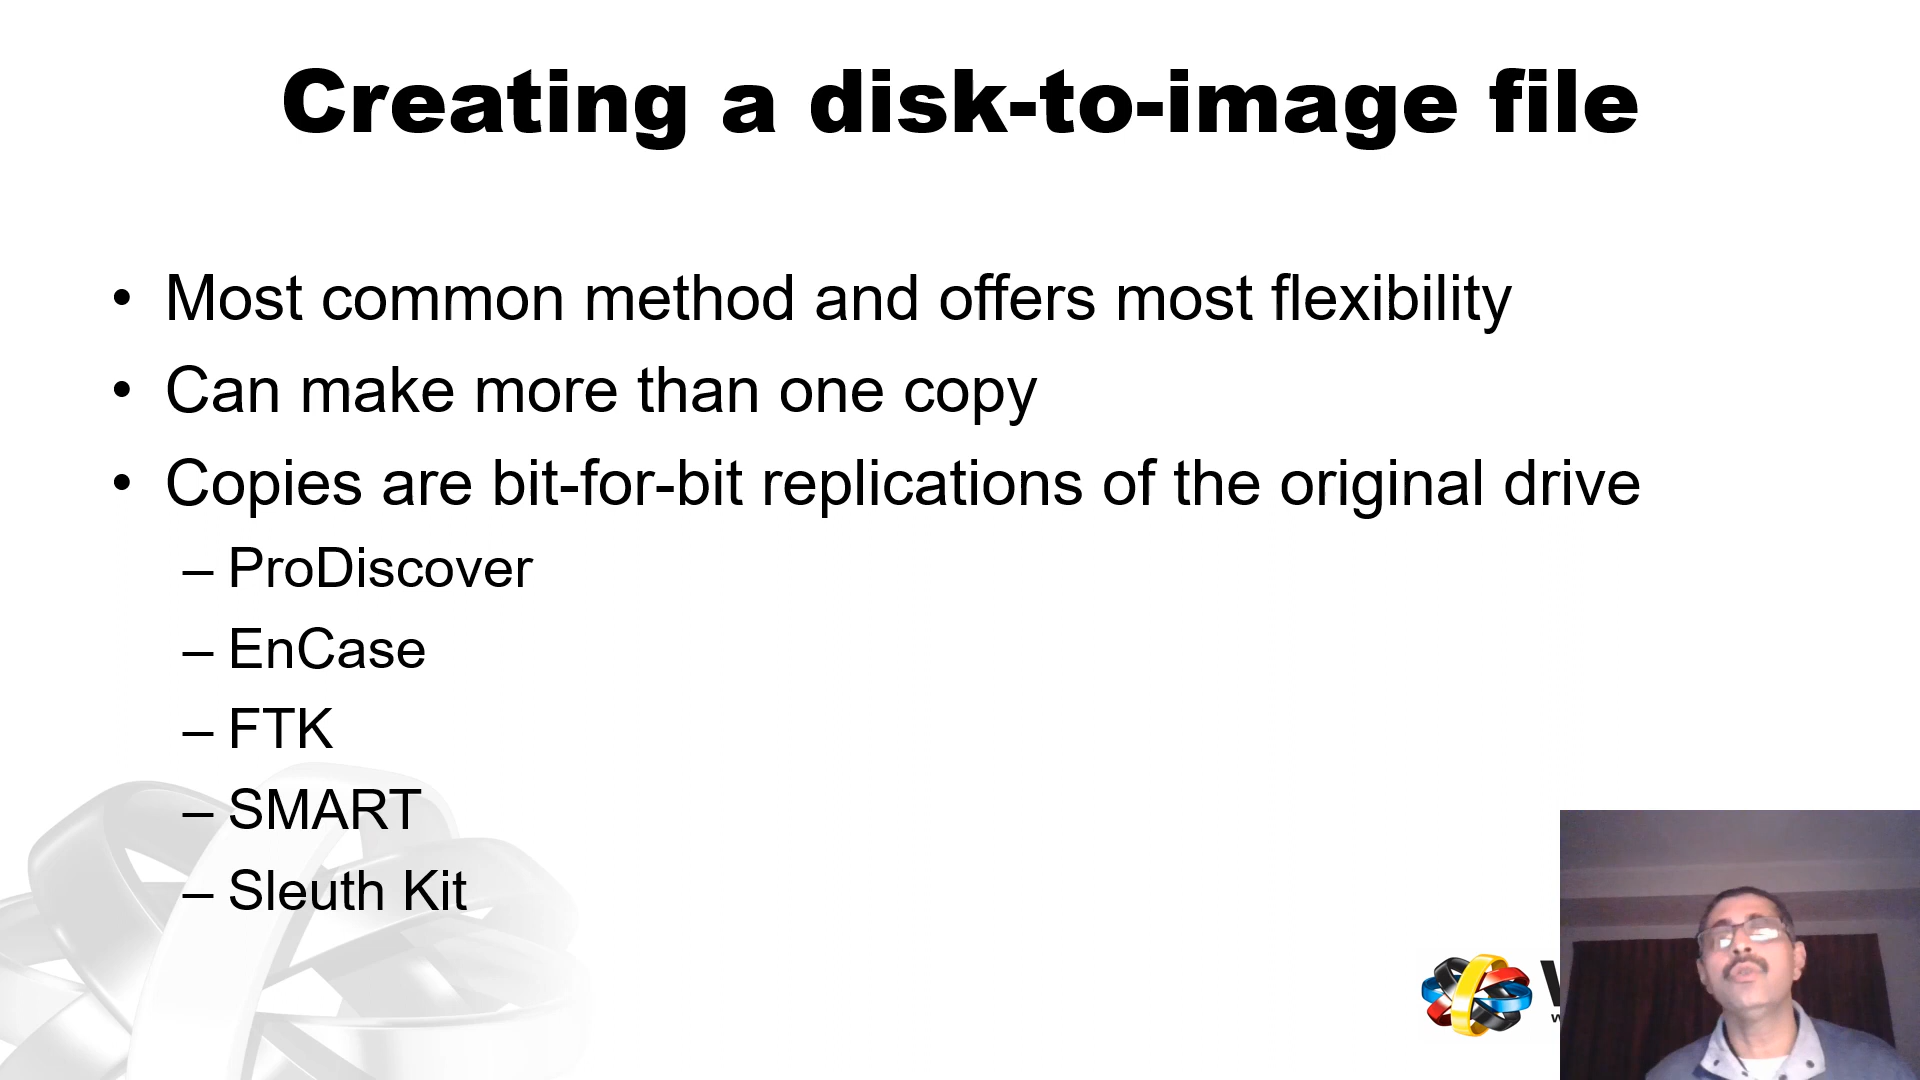 Creating a disk-to-image file
• Most common method and offers most flexibility
• Can make more than one copy
• Copies are bit-for-bit replications of the original drive
– ProDiscover
– EnCase
– FTK
– SMART
– Sleuth Kit